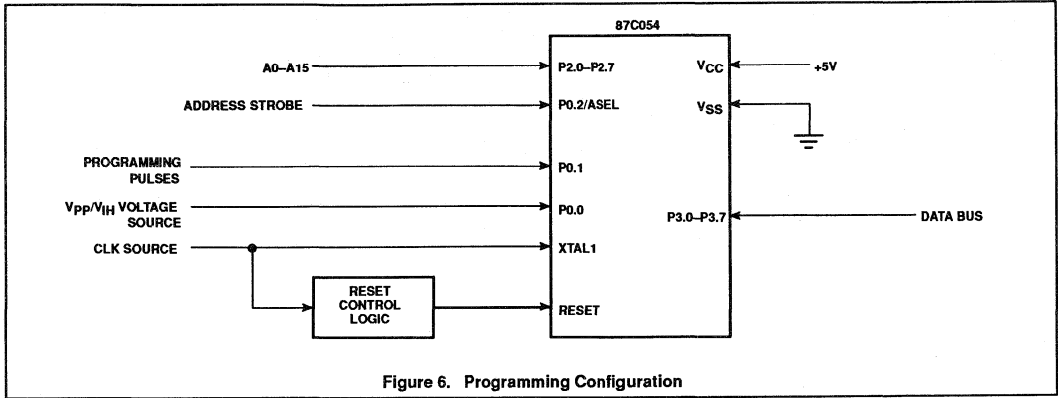 87C054
A0–A15
P2.0–P2.7
VCC
+5V
ADDRESS STROBE
P0.2/ASEL
VSS
PROGRAMMING
PULSES
P0.1
VPP/VIH VOLTAGE
SOURCE
P0.0
P3.0–P3.7
DATA BUS
CLK SOURCE
XTAL1
RESET
CONTROL
LOGIC
RESET
Figure 6. Programming Configuration